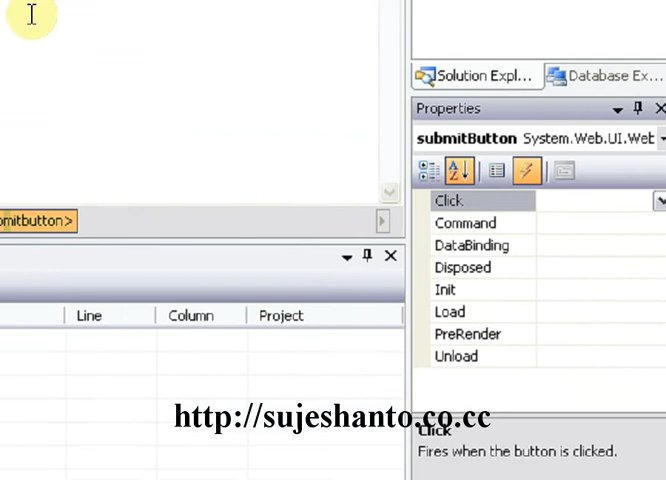 Solution Expl...
Database Ex...
Properties
submitButton System.Web.UI.Web
Click
Command
DataBinding
Disposed
Init
Load
PreRender
Unload
mitbutton>
Line Column Project
http://sujeshanto.co.cc
Click
Fires when the button is clicked.